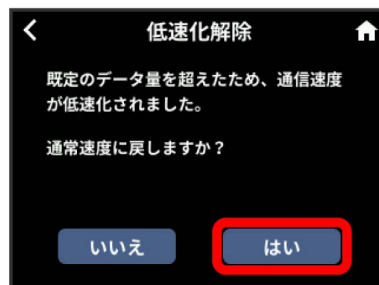 低速化解除
既定のデータ量を超えたため、通信速度
が低速化されました。
通常速度に戻しますか？
いいえ
はい